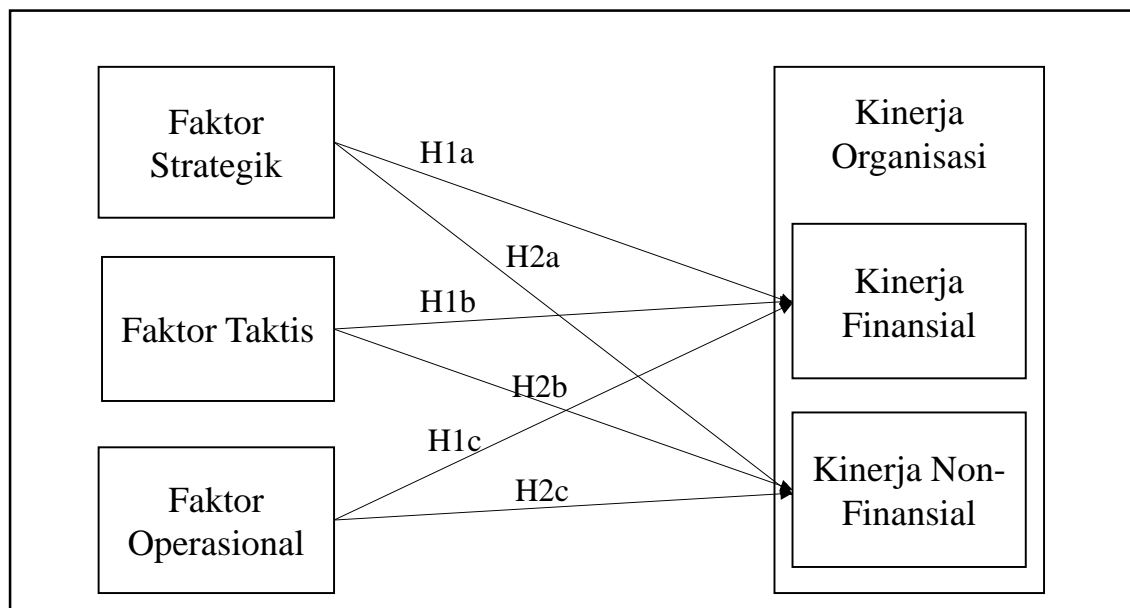 Faktor
Strategik
Faktor Taktis
Faktor
Operasional
H1a
H2a
H1b
H2b
H1c
H2c
Kinerja
Organisasi
Kinerja
Finansial
Kinerja Non-
Finansial